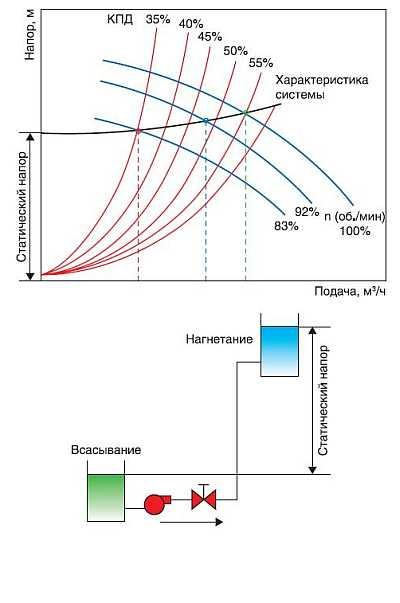 Напор, м
КПД 35%
40%
45%
50%
55%
Характеристика
системы
Статический напор
92%
n (об./мин)
83%
100%
Подача, м³/ч
Нагнетание
Статический напор
Всасывание